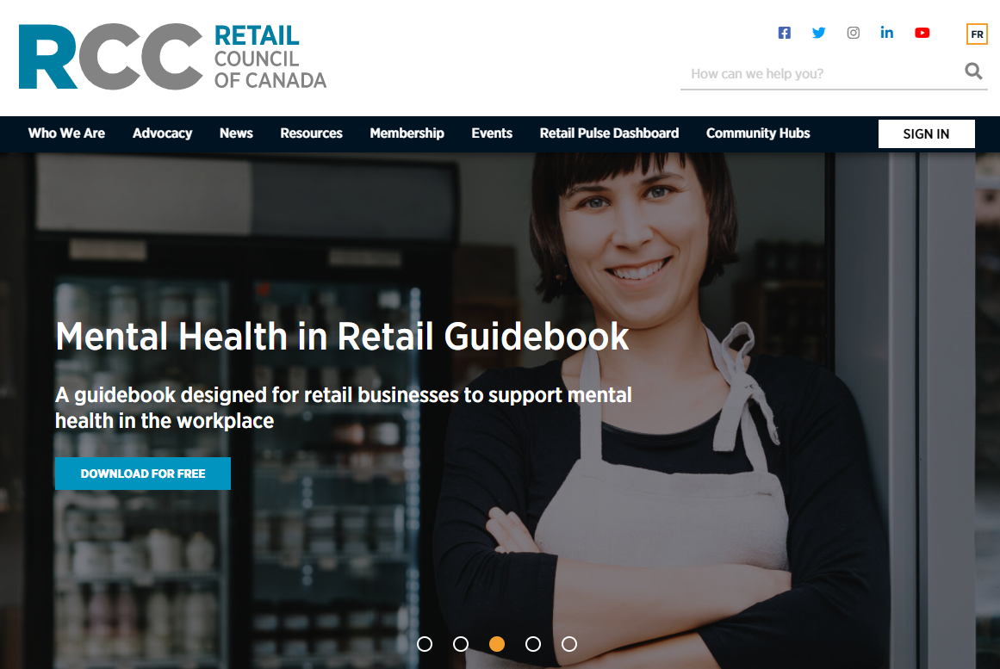 RCC RETAIL
COUNCIL
OF CANADA
FR
How can we help you?
Who We Are Advocacy News Resources Membership Events Retail Pulse Dashboard Community Hubs SIGN IN
Mental Health in Retail Guidebook
A guidebook designed for retail businesses to support mental
health in the workplace
DOWNLOAD FOR FREE